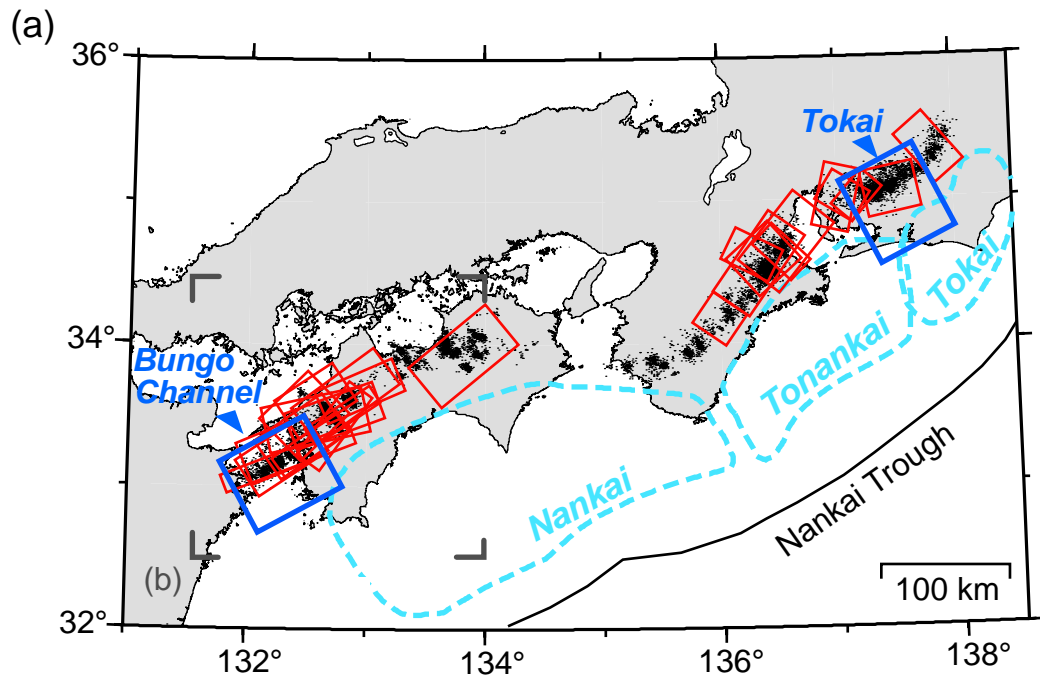 (a)
36°
34°
32°
132°
134°
136°
138°
Tokai
Bungo
Channel
Tokai
Tonankai
Nankai
Nankai Trough
(b)
100 km